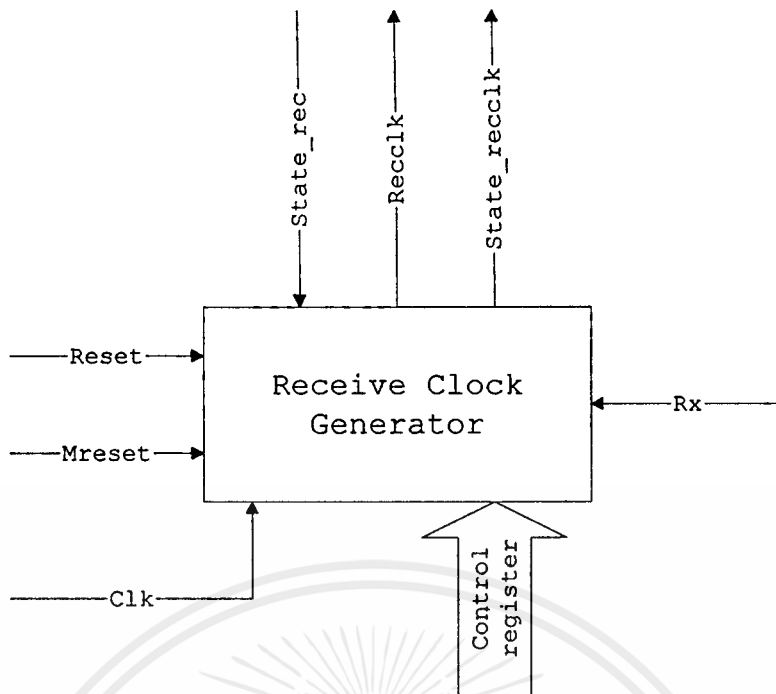 State_rec
Recclk
State_recclk
Reset
Receive Clock
Generator
Rx
Mreset
Clk
Control
register